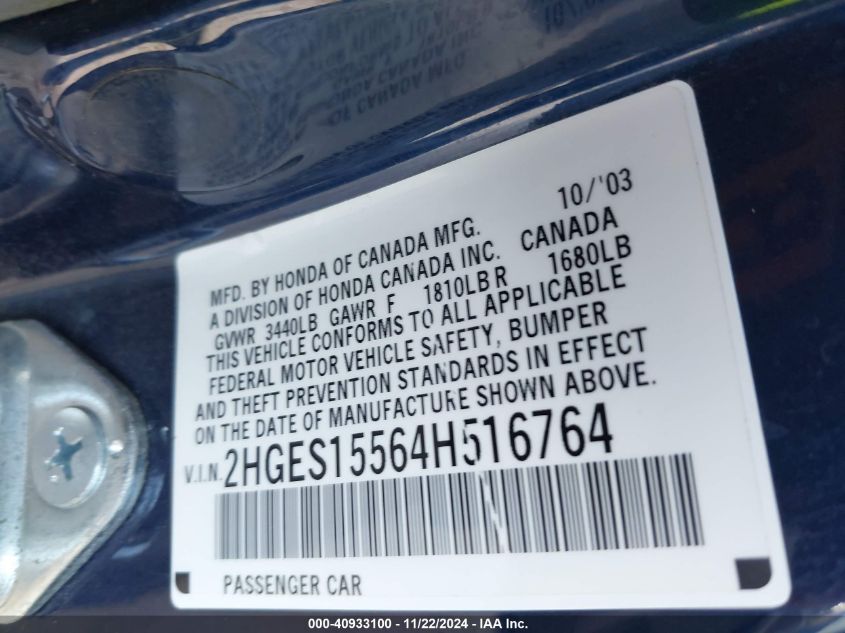 10/'03
MFD. BY HONDA OF CANADA MFG.
A DIVISION OF HONDA CANADA INC. CANADA
GVWR 3440LB GAWR F 1810LB R 1680LB
THIS VEHICLE CONFORMS TO ALL APPLICABLE
FEDERAL MOTOR VEHICLE SAFETY, BUMPER
AND THEFT PREVENTION STANDARDS IN EFFECT
ON THE DATE OF MANUFACTURE SHOWN ABOVE.
V.I.N. 2HGES15564H516764
PASSENGER CAR
000-40933100 - 11/22/2024 - IAA Inc.